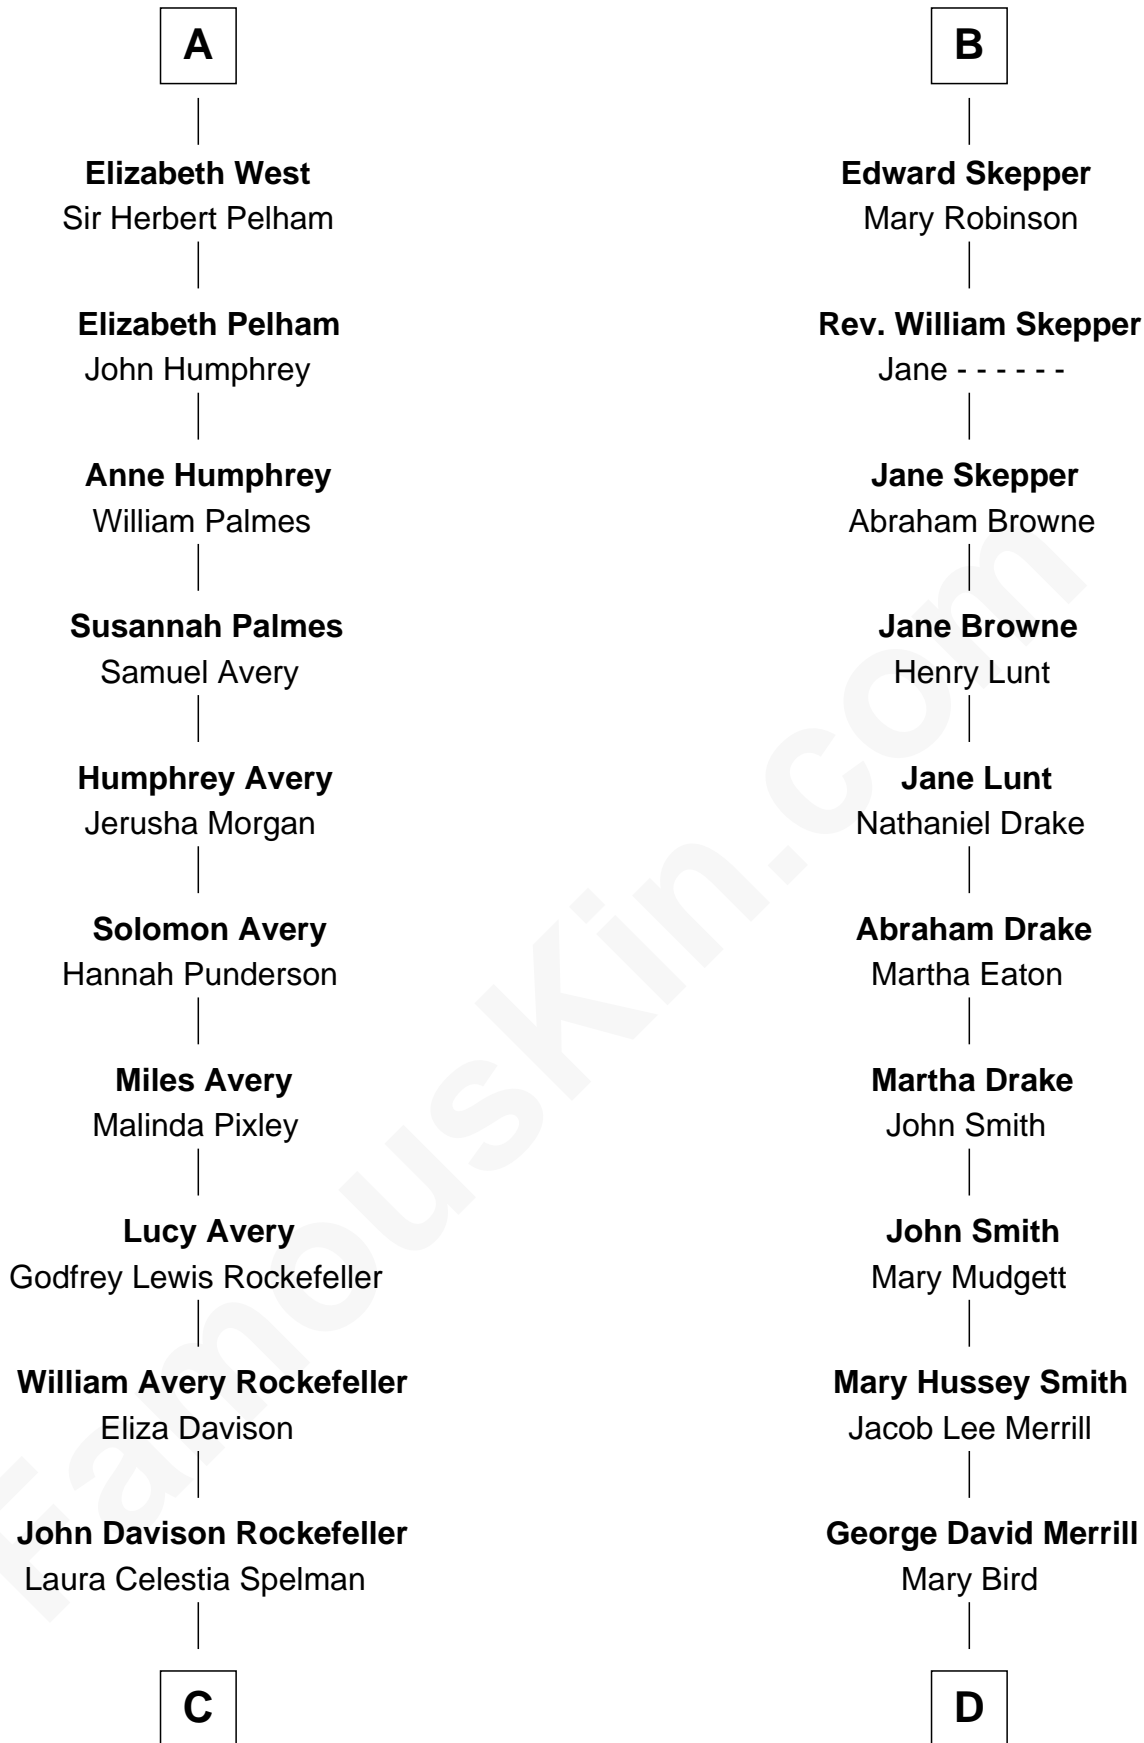 A
Elizabeth West
Sir Herbert Pelham
Elizabeth Pelham
John Humphrey
Anne Humphrey
William Palmes
Susannah Palmes
Samuel Avery
Humphrey Avery
Jerusha Morgan
Solomon Avery
Hannah Punderson
Miles Avery
Malinda Pixley
Lucy Avery
Godfrey Lewis Rockefeller
William Avery Rockefeller
Eliza Davison
John Davison Rockefeller
Laura Celestia Spelman
C
B
Edward Skepper
Mary Robinson
Rev. William Skepper
Jane - - - - - -
Jane Skepper
Abraham Browne
Jane Browne
Henry Lunt
Jane Lunt
Nathaniel Drake
Abraham Drake
Martha Eaton
Martha Drake
John Smith
John Smith
Mary Mudgett
Mary Hussey Smith
Jacob Lee Merrill
George David Merrill
Mary Bird
D
FamousKin.com